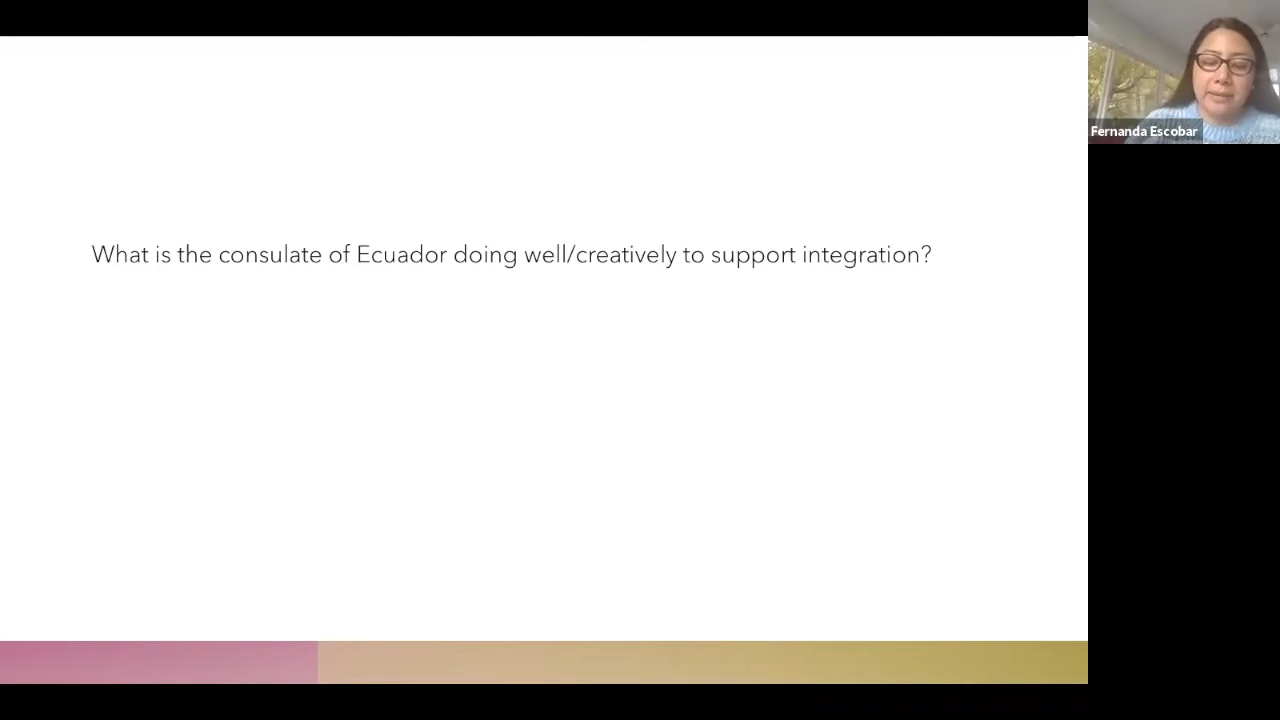 What is the consulate of Ecuador doing well/creatively to support integration?
Fernanda Escobar